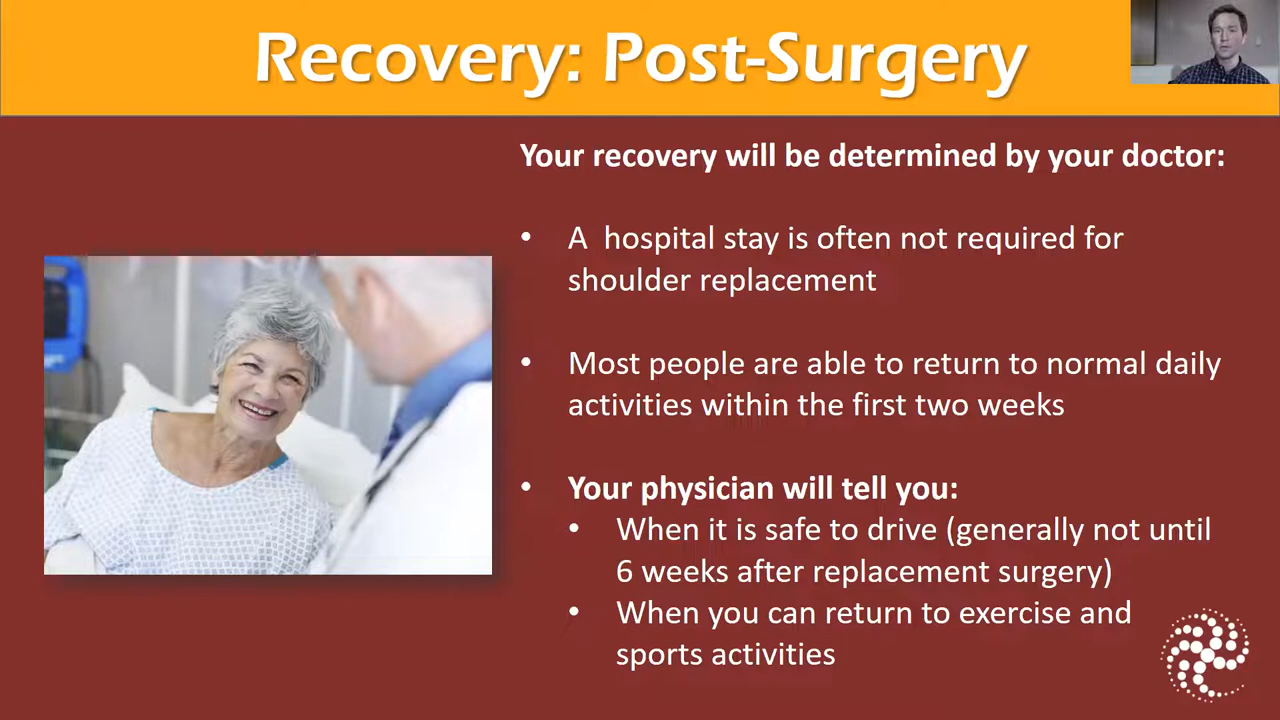 Recovery: Post-Surgery
Your recovery will be determined by your doctor:
• A  hospital stay is often not required for
shoulder replacement
• Most people are able to return to normal daily
activities within the first two weeks
• Your physician will tell you:
• When it is safe to drive (generally not until
6 weeks after replacement surgery)
• When you can return to exercise and
sports activities